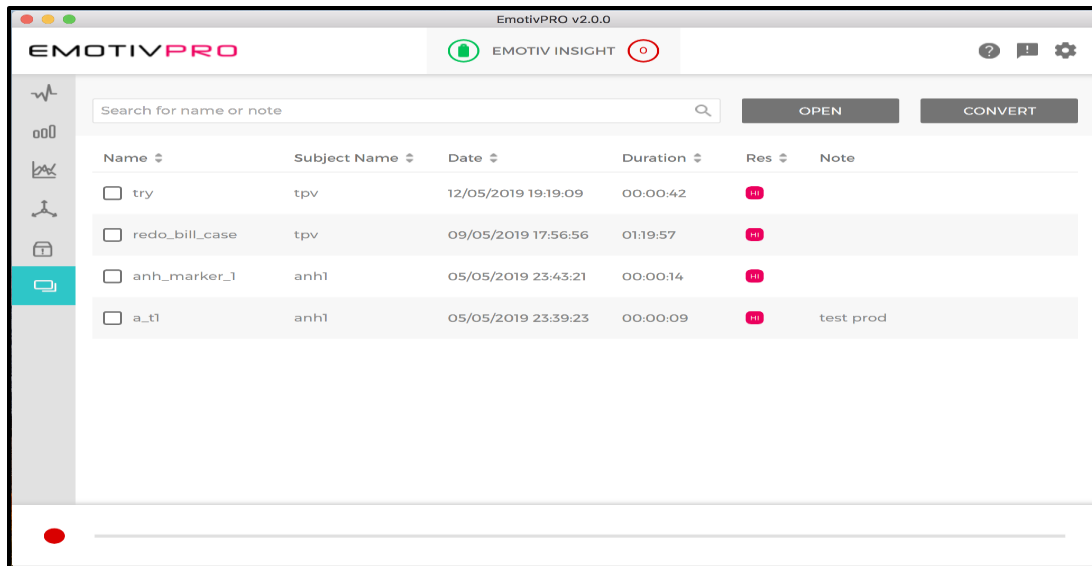 EmotivPRO v2.0.0
EMOTIVPRO EMOTIV INSIGHT 0
Search for name or note OPEN CONVERT
Name Subject Name Date Duration Res Note
try tpv 12/05/2019 19:19:09 00:00:42 HI
redo_bill_case tpv 09/05/2019 17:56:56 01:19:57 HI
anh_marker_1 anh1 05/05/2019 23:43:21 00:00:14 HI
a_t1 anh1 05/05/2019 23:39:23 00:00:09 HI test prod